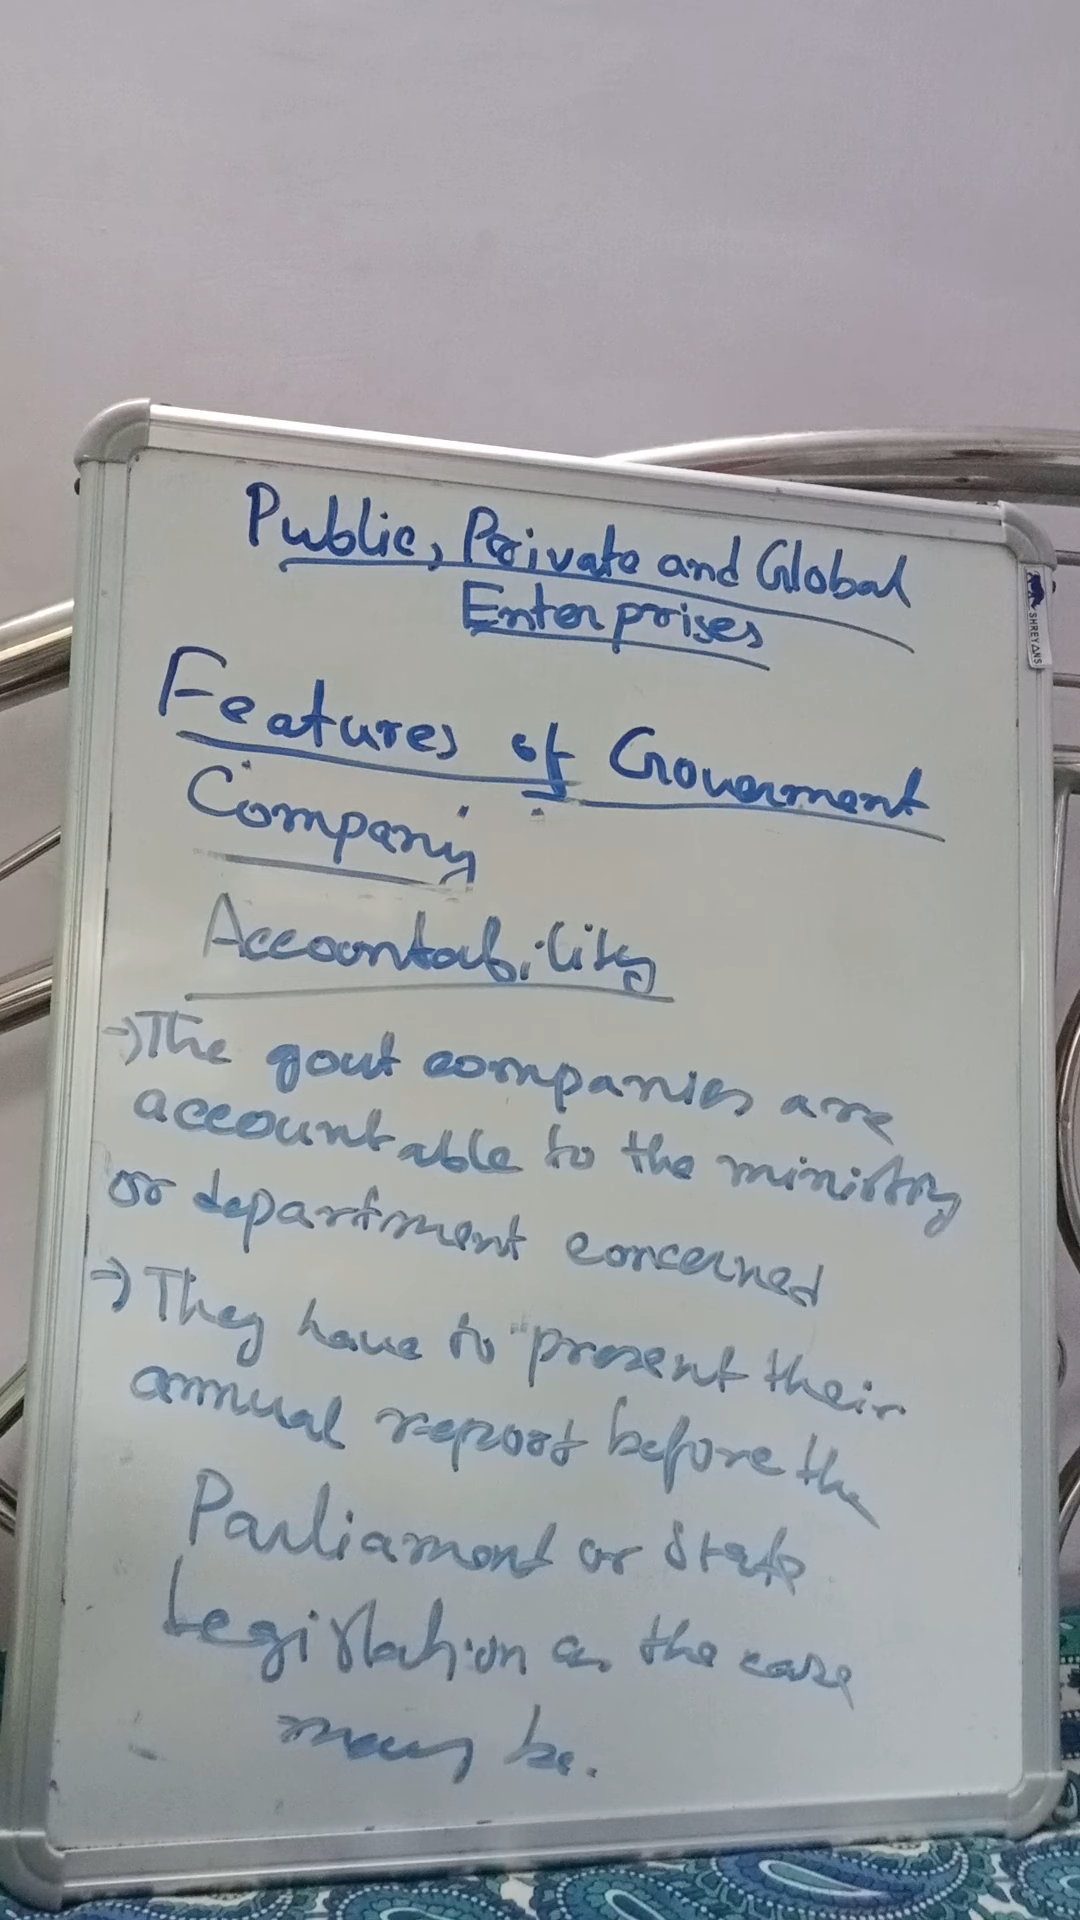 Public, Private and Global
Enterprises
Features of Goverment
Company
Accountability
→The govt companies are
accountable to the ministry
or department concerned
→They have to present their
annual report before the
Parliament or State
Legislation as the case
may be.
SHREYANS